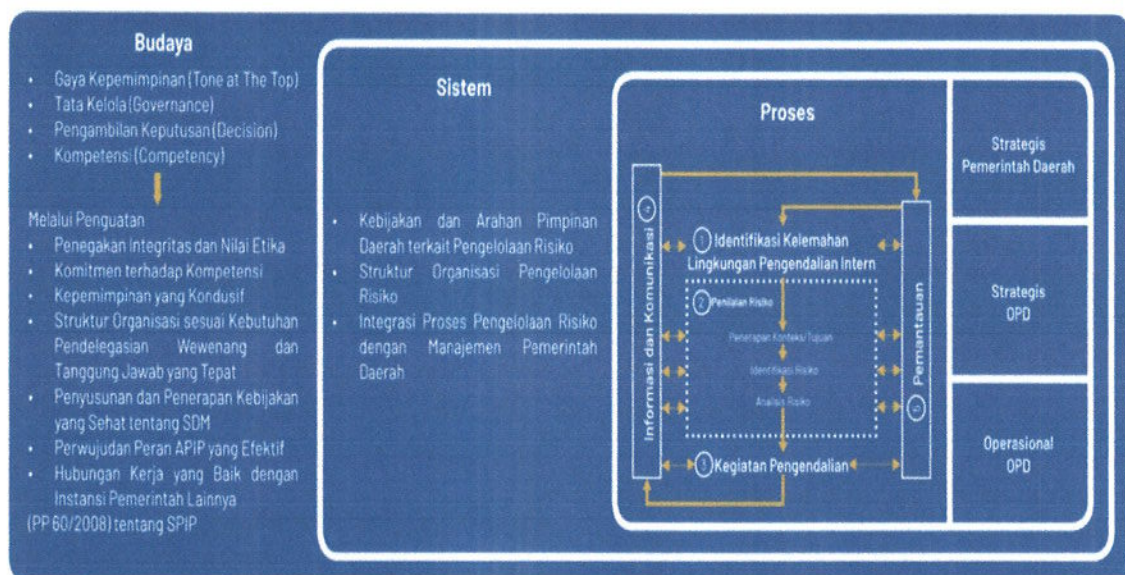 Budaya
• Gaya Kepemimpinan (Tone at The Top)
• Tata Kelola (Governance)
• Pengambilan Keputusan (Decision)
• Kompetensi (Competency)
Melalui Penguatan
• Penegakan Integritas dan Nilai Etika
• Komitmen terhadap Kompetensi
• Kepemimpinan yang Kondusif
• Struktur Organisasi sesuai Kebutuhan
Pendelegasian Wewenang dan
Tanggung Jawab yang Tepat
• Penyusunan dan Penerapan Kebijakan
yang Sehat tentang SDM
• Perwujudan Peran APIP yang Efektif
• Hubungan Kerja yang Baik dengan
Instansi Pemerintah Lainnya
(PP 60/2008) tentang SPIP
Sistem
• Kebijakan dan Arahan Pimpinan
Daerah terkait Pengelolaan Risiko
• Struktur Organisasi Pengelolaan
Risiko
• Integrasi Proses Pengelolaan Risiko
dengan Manajemen Pemerintah
Daerah
Proses
Informasi dan Komunikasi 4
1 Identifikasi Kelemahan
Lingkungan Pengendalian Intern
2 Penilaian Risiko
Penerapan Konteks/Tujuan
Identifikasi Risiko
Analisis Risiko
3 Kegiatan Pengendalian
5 Pemantauan
Strategis
Pemerintah Daerah
Strategis
OPD
Operasional
OPD